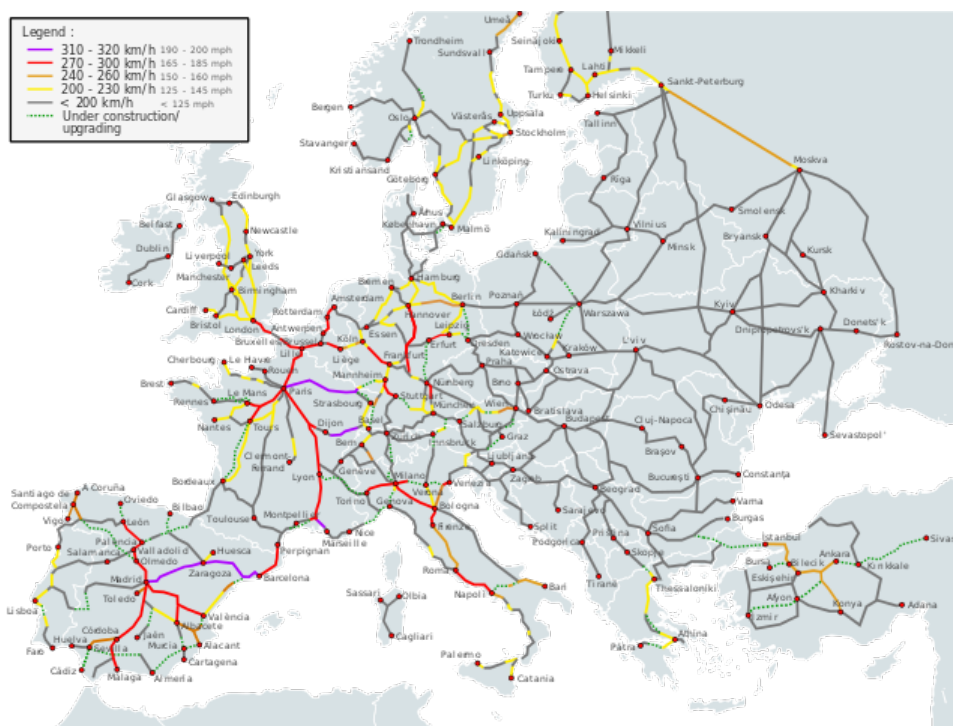 Legend :
310 - 320 km/h 190 - 200 mph
270 - 300 km/h 165 - 185 mph
240 - 260 km/h 150 - 160 mph
200 - 230 km/h 125 - 145 mph
< 200 km/h < 125 mph
Under construction/
upgrading
Umeå
Trondheim
Sundsvall
Seinäjoki
Mikkeli
Tampere
Lahti
Sankt-Peterburg
Turku
Helsinki
Bergen
Oslo
Västerås
Uppsala
Stockholm
Tallinn
Stavanger
Kristiansand
Linköping
Göteborg
Moskva
Rīga
Glasgow
Edinburgh
Belfast
Newcastle
Århus
København
Malmö
Kaliningrad
Vilnius
Minsk
Smolensk
Bryansk
Kursk
Dublin
Liverpool
York
Leeds
Manchester
Cork
Birmingham
Gdańsk
Hamburg
Bremen
Amsterdam
Berlin
Poznań
Kyiv
Kharkiv
Cardiff
Bristol
London
Rotterdam
Antwerpen
Hannover
Łódź
Warszawa
Essen
Leipzig
Dnipropetrovs'k
Donets'k
Rostov-na-Donu
Bruxelles/Brussel
Lille
Köln
Liège
Erfurt
Dresden
Wrocław
Katowice
Kraków
L'viv
Cherbourg
Le Havre
Rouen
Frankfurt
Mannheim
Praha
Ostrava
Brest
Rennes
Le Mans
Paris
Strasbourg
Stuttgart
Nürnberg
Brno
Nantes
Tours
Dijon
Basel
München
Wien
Bratislava
Budapest
Cluj-Napoca
Chişinău
Odesa
Salzburg
Zürich
Bern
Innsbruck
Graz
Clermont-
Ferrand
Genève
Ljubljana
Zagreb
Braşov
Sevastopol'
Bordeaux
Lyon
Torino
Milano
Verona
Venezia
Beograd
Bucureşti
Constanţa
A Coruña
Santiago de
Compostela
Oviedo
Bilbao
Vigo
León
Toulouse
Montpellier
Genova
Bologna
Firenze
Nice
Marseille
Split
Sarajevo
Podgorica
Priština
Sofia
Varna
Burgas
Porto
Palencia
Valladolid
Salamanca
Olmedo
Huesca
Perpignan
Skopje
İstanbul
Ankara
Sivas
Madrid
Zaragoza
Barcelona
Roma
Tiranë
Thessaloniki
Bursa
Bilecik
Eskişehir
Kırıkkale
Toledo
Lisboa
València
Albacete
Sassari
Olbia
Napoli
Bari
Afyon
Konya
Adana
İzmir
Córdoba
Huelva
Sevilla
Jaén
Murcia
Alacant
Cagliari
Athina
Pátra
Faro
Cádiz
Málaga
Almería
Cartagena
Palermo
Catania